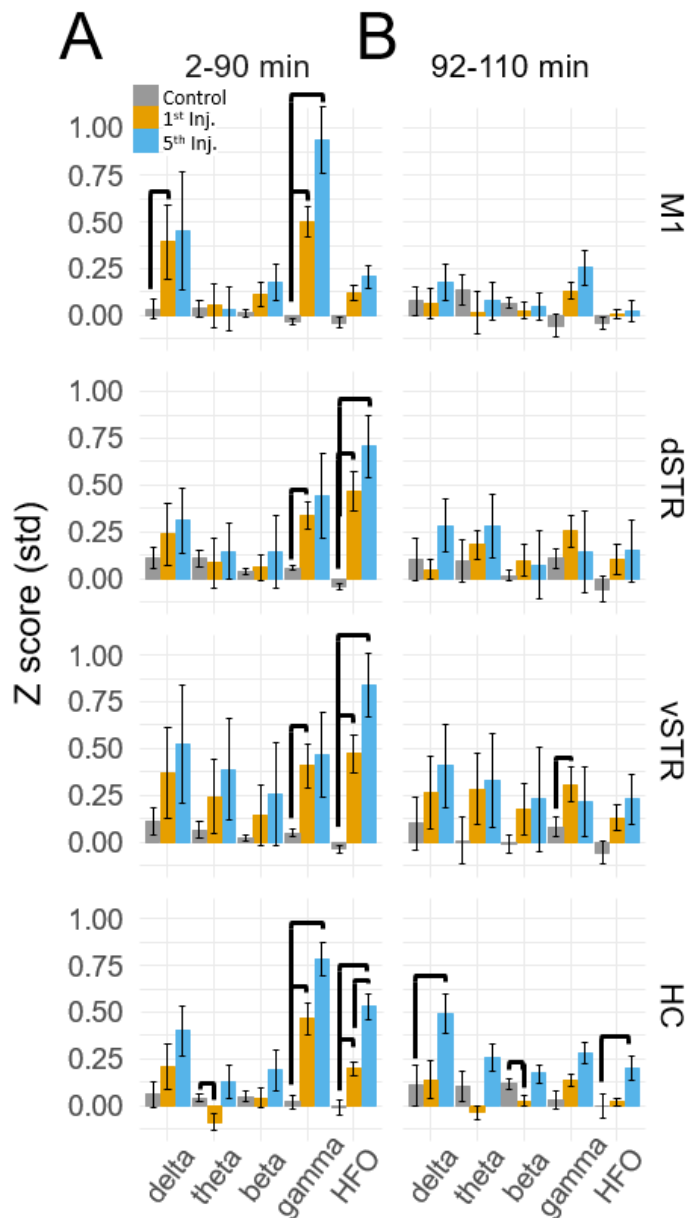 A B
2-90 min 92-110 min
Control
1st Inj.
5th Inj.
Z score (std)
1.00
0.75
0.50
0.25
0.00
M1
1.00
0.75
0.50
0.25
0.00
dSTR
1.00
0.75
0.50
0.25
0.00
vSTR
1.00
0.75
0.50
0.25
0.00
HC
delta theta beta gamma HFO delta theta beta gamma HFO